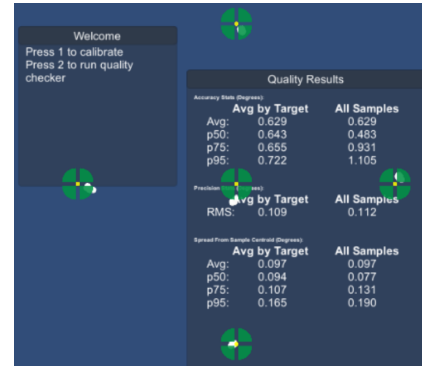 Welcome
Press 1 to calibrate
Press 2 to run quality
checker
Quality Results
Accuracy Stats (Degrees):
Avg by Target All Samples
Avg: 0.629 0.629
p50: 0.643 0.483
p75: 0.655 0.931
p95: 0.722 1.105
Precision
Avg by Target All Samples
RMS: 0.109 0.112
Spread From Sample Centroid (Degrees):
Avg by Target All Samples
Avg: 0.097 0.097
p50: 0.094 0.077
p75: 0.107 0.131
p95: 0.165 0.190